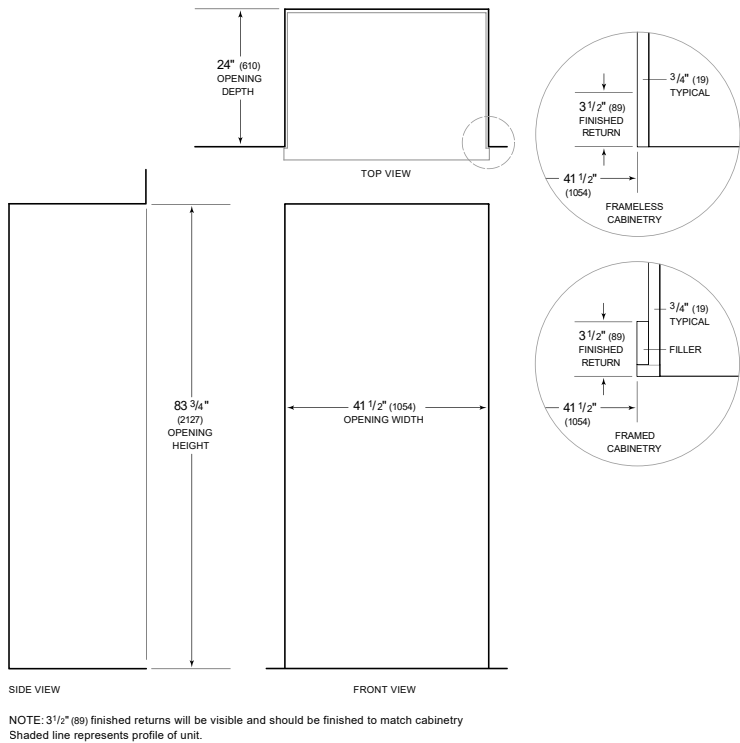 24" (610)
OPENING
DEPTH
TOP VIEW
3/4" (19)
TYPICAL
3 1/2" (89)
FINISHED
RETURN
41 1/2"
(1054)
FRAMELESS
CABINETRY
3/4" (19)
TYPICAL
3 1/2" (89)
FINISHED
RETURN
FILLER
41 1/2"
(1054)
FRAMED
CABINETRY
83 3/4"
(2127)
OPENING
HEIGHT
41 1/2" (1054)
OPENING WIDTH
SIDE VIEW
FRONT VIEW
NOTE: 31/2" (89) finished returns will be visible and should be finished to match cabinetry
Shaded line represents profile of unit.